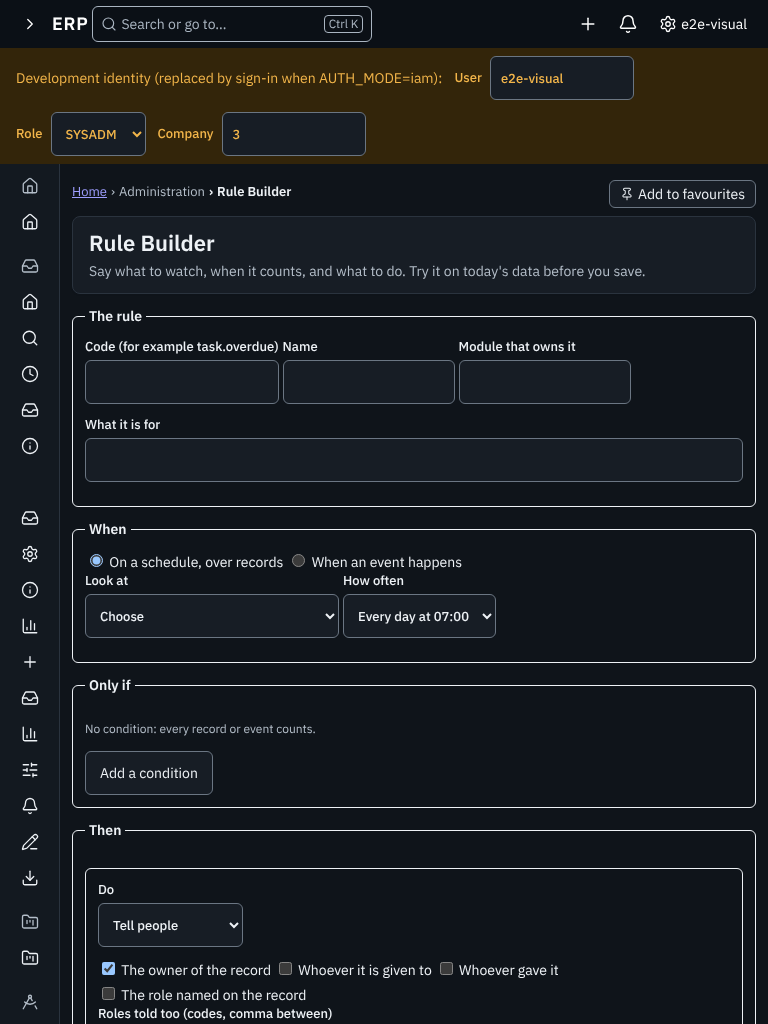 ERP Search or go to... Ctrl K e2e-visual
Development identity (replaced by sign-in when AUTH_MODE=iam): User e2e-visual
Role SYSADM Company 3
Home › Administration › Rule Builder Add to favourites
Rule Builder
Say what to watch, when it counts, and what to do. Try it on today's data before you save.
The rule
Code (for example task.overdue) Name Module that owns it
What it is for
When
On a schedule, over records When an event happens
Look at How often
Choose Every day at 07:00
Only if
No condition: every record or event counts.
Add a condition
Then
Do
Tell people
The owner of the record Whoever it is given to Whoever gave it
The role named on the record
Roles told too (codes, comma between)